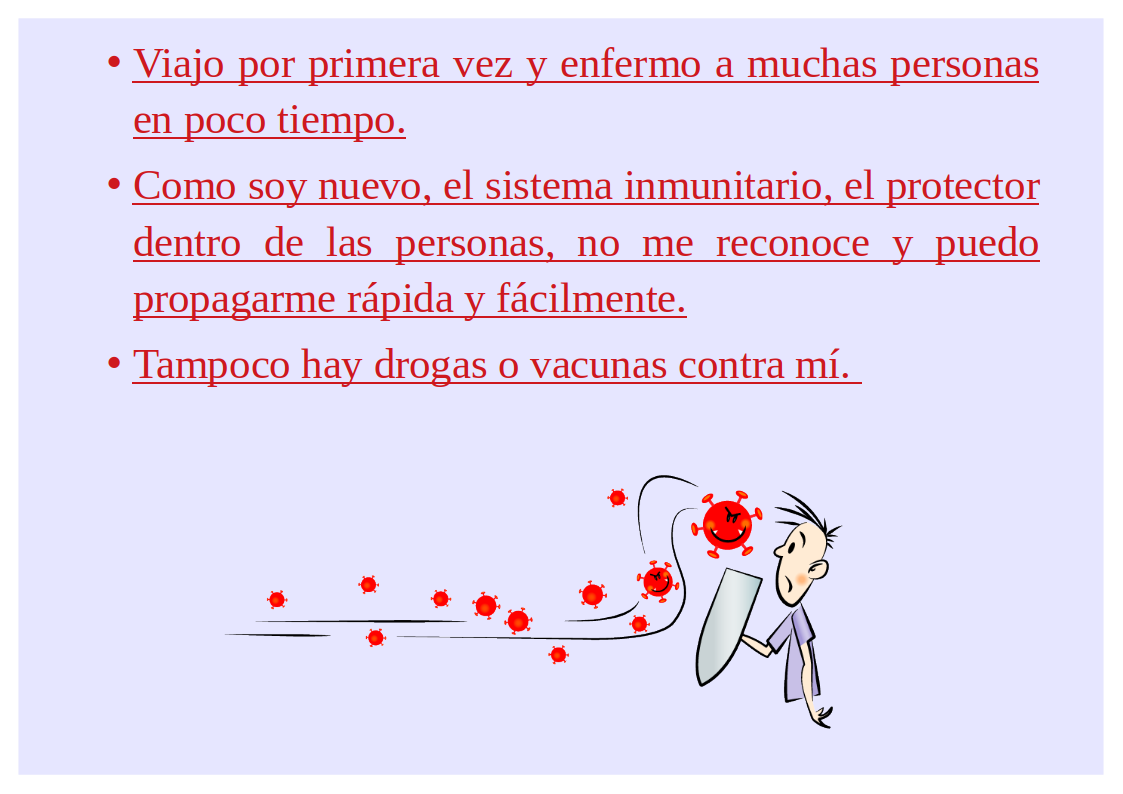 • Viajo por primera vez y enfermo a muchas personas
en poco tiempo.
• Como soy nuevo, el sistema inmunitario, el protector
dentro de las personas, no me reconoce y puedo
propagarme rápida y fácilmente.
• Tampoco hay drogas o vacunas contra mí.